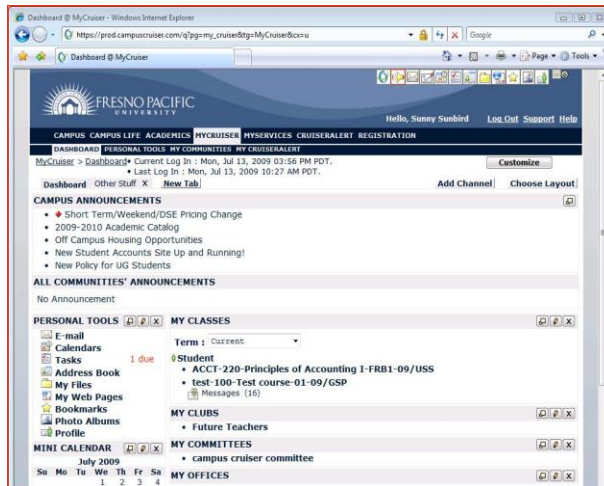 Dashboard @ MyCruiser - Windows Internet Explorer
https://prod.campuscruiser.com/q?pg=my_cruiser&tg=MyCruiser&cx=u
Google
Dashboard @ MyCruiser
Page Tools
FRESNO PACIFIC
UNIVERSITY
Hello, Sunny Sunbird Log Out Support Help
CAMPUS CAMPUS LIFE ACADEMICS MYCRUISER MYSERVICES CRUISERALERT REGISTRATION
DASHBOARD PERSONAL TOOLS MY COMMUNITIES MY CRUISERALERT
MyCruiser > Dashboard • Current Log In : Mon, Jul 13, 2009 03:56 PM PDT. Customize
• Last Log In : Mon, Jul 13, 2009 10:27 AM PDT.
Dashboard Other Stuff X New Tab Add Channel Choose Layout
CAMPUS ANNOUNCEMENTS
• Short Term/Weekend/DSE Pricing Change
• 2009-2010 Academic Catalog
• Off Campus Housing Opportunities
• New Student Accounts Site Up and Running!
• New Policy for UG Students
ALL COMMUNITIES' ANNOUNCEMENTS
No Announcement
PERSONAL TOOLS X
E-mail
Calendars
Tasks 1 due
Address Book
My Files
My Web Pages
Bookmarks
Photo Albums
Profile
MINI CALENDAR X
July 2009
Su Mo Tu We Th Fr Sa
1 2 3 4
MY CLASSES X
Term : Current
Student
• ACCT-220-Principles of Accounting I-FRB1-09/USS
• test-100-Test course-01-09/GSP
Messages (16)
MY CLUBS X
• Future Teachers
MY COMMITTEES X
• campus cruiser committee
MY OFFICES X